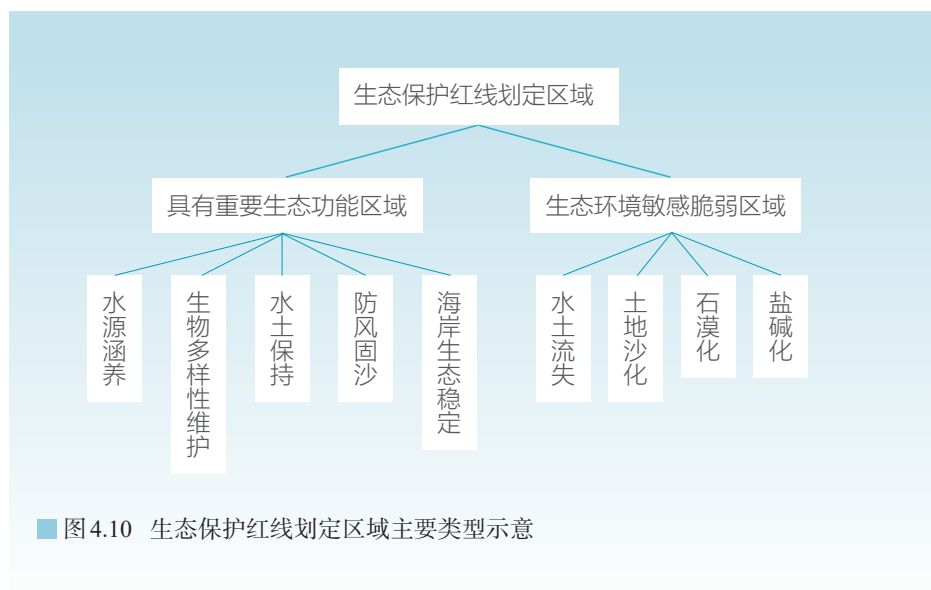 生态保护红线划定区域
具有重要生态功能区域
生态环境敏感脆弱区域
水源涵养
生物多样性维护
水土保持
防风固沙
海岸生态稳定
水土流失
土地沙化
石漠化
盐碱化
图4.10 生态保护红线划定区域主要类型示意